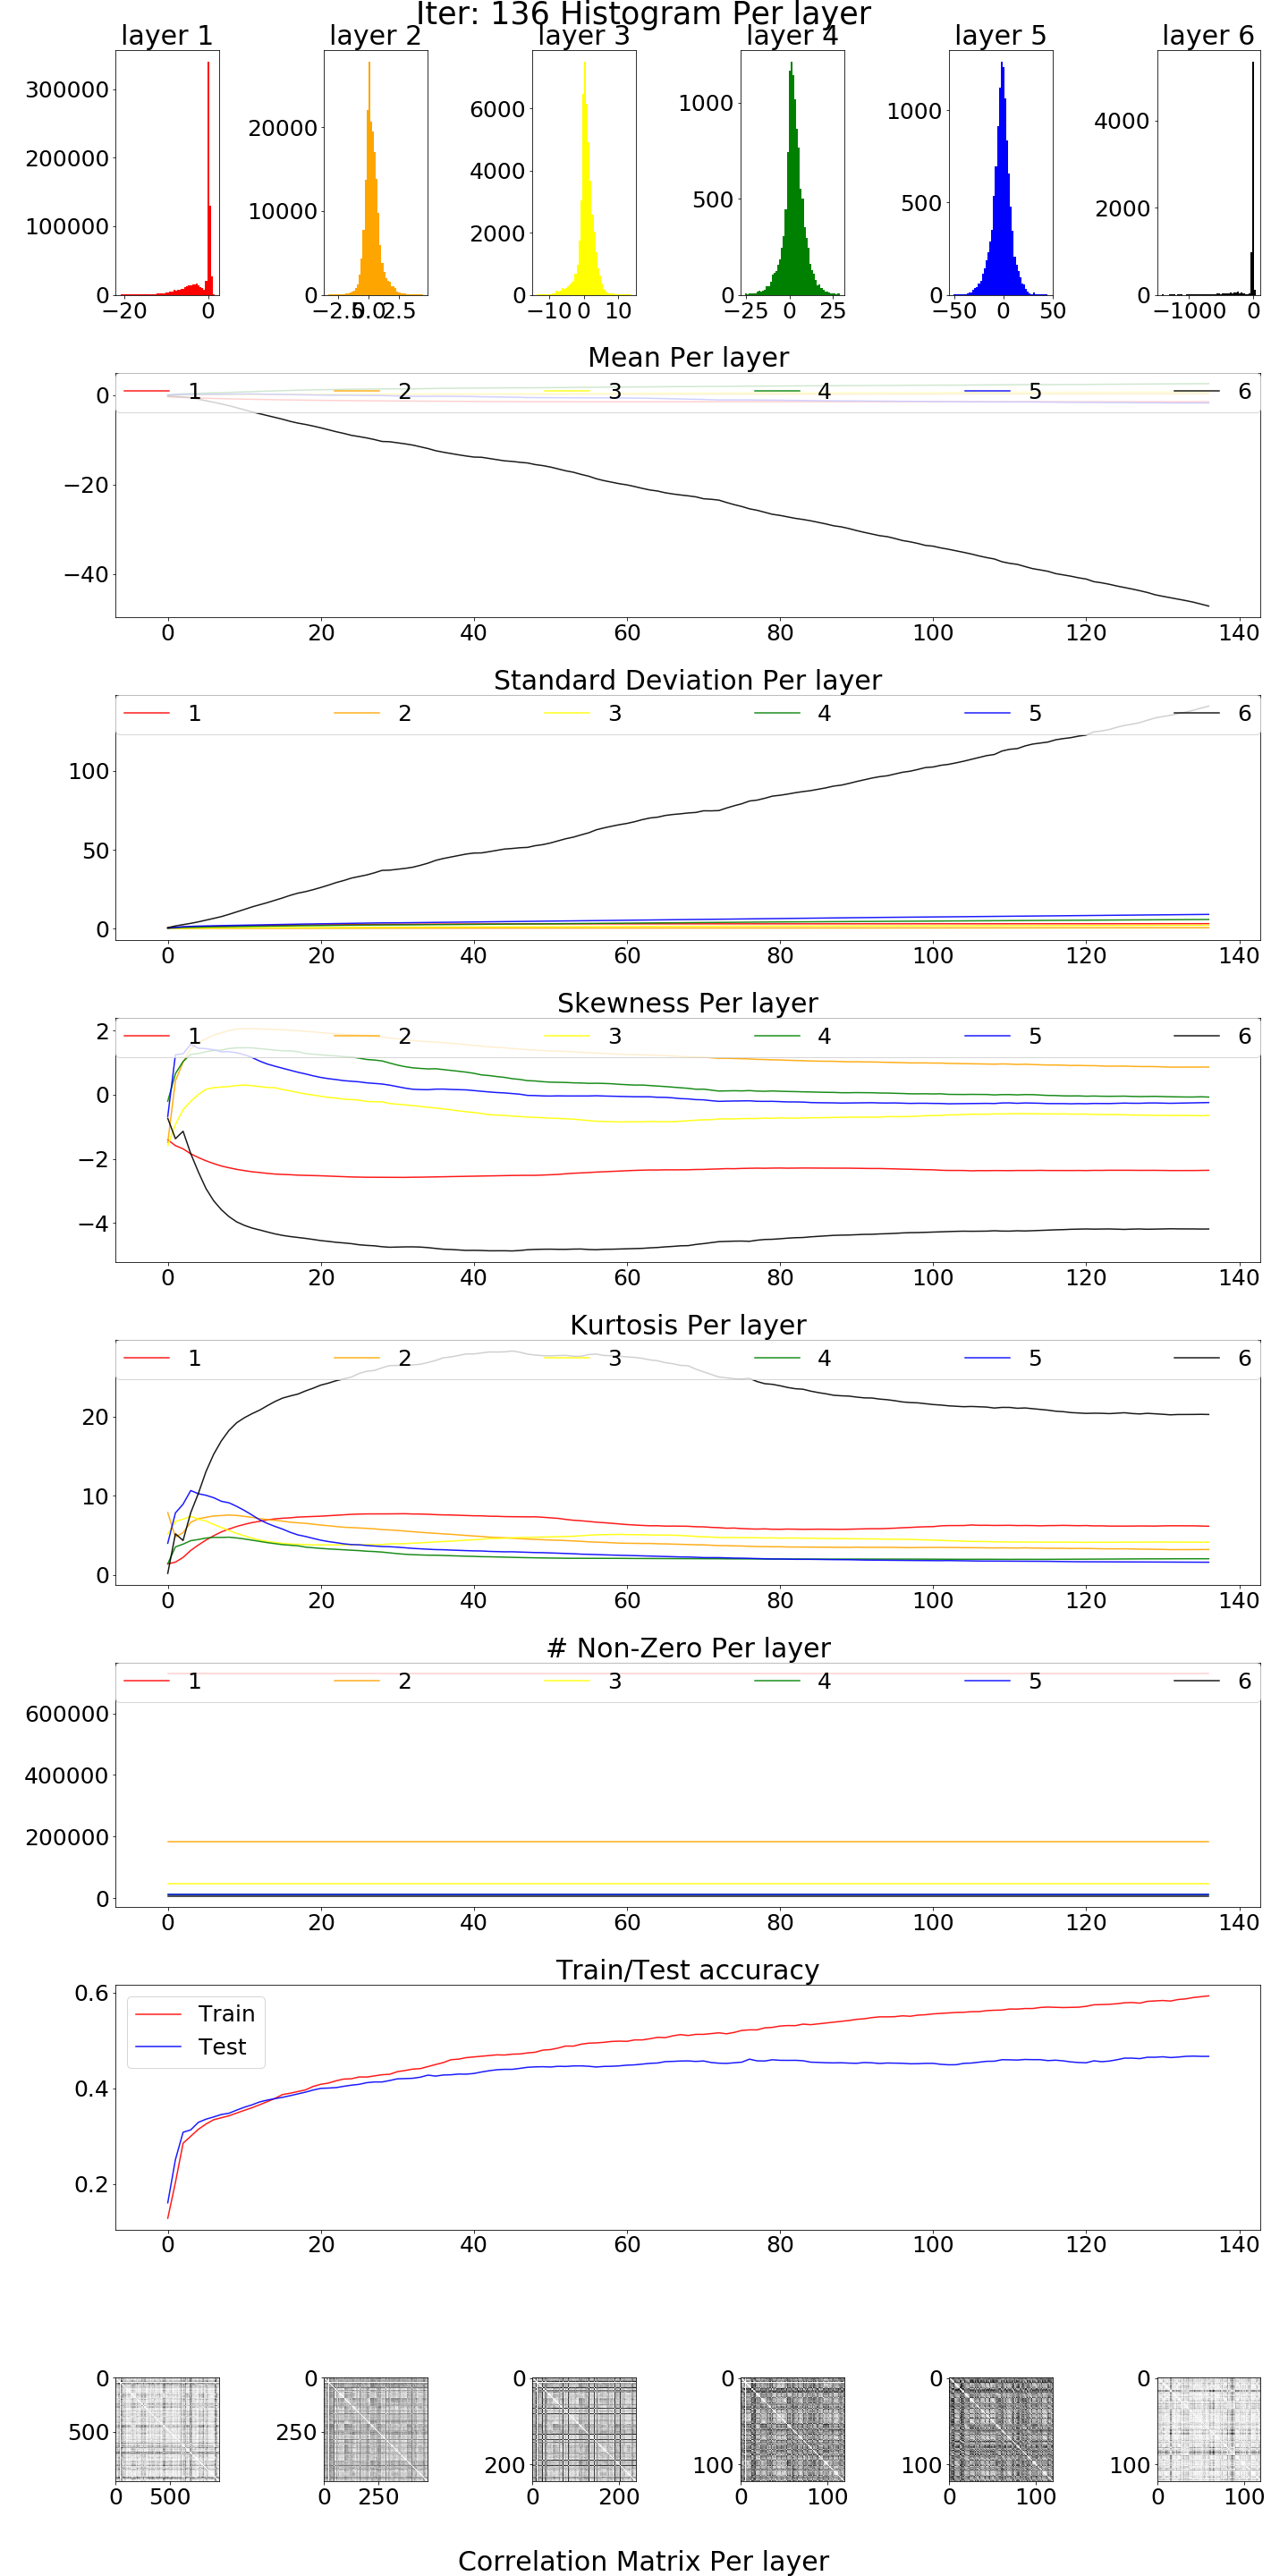 Iter: 136 Histogram Per layer
layer 1 layer 2 layer 3 layer 4 layer 5 layer 6
300000
200000
100000
0
−20 0
20000
10000
0
−2.5 0.0 2.5
6000
4000
2000
0
−10 0 10
1000
500
0
−25 0 25
1000
500
0
−50 0 50
4000
2000
0
−1000 0
Mean Per layer
1 2 3 4 5 6
0
−20
−40
0 20 40 60 80 100 120 140
Standard Deviation Per layer
1 2 3 4 5 6
100
50
0
0 20 40 60 80 100 120 140
Skewness Per layer
1 2 3 4 5 6
2
0
−2
−4
0 20 40 60 80 100 120 140
Kurtosis Per layer
1 2 3 4 5 6
20
10
0
0 20 40 60 80 100 120 140
# Non-Zero Per layer
1 2 3 4 5 6
600000
400000
200000
0
0 20 40 60 80 100 120 140
Train/Test accuracy
Train
Test
0.6
0.4
0.2
0 20 40 60 80 100 120 140
0
500
0 500
0
250
0 250
0
200
0 200
0
100
0 100
0
100
0 100
0
100
0 100
Correlation Matrix Per layer